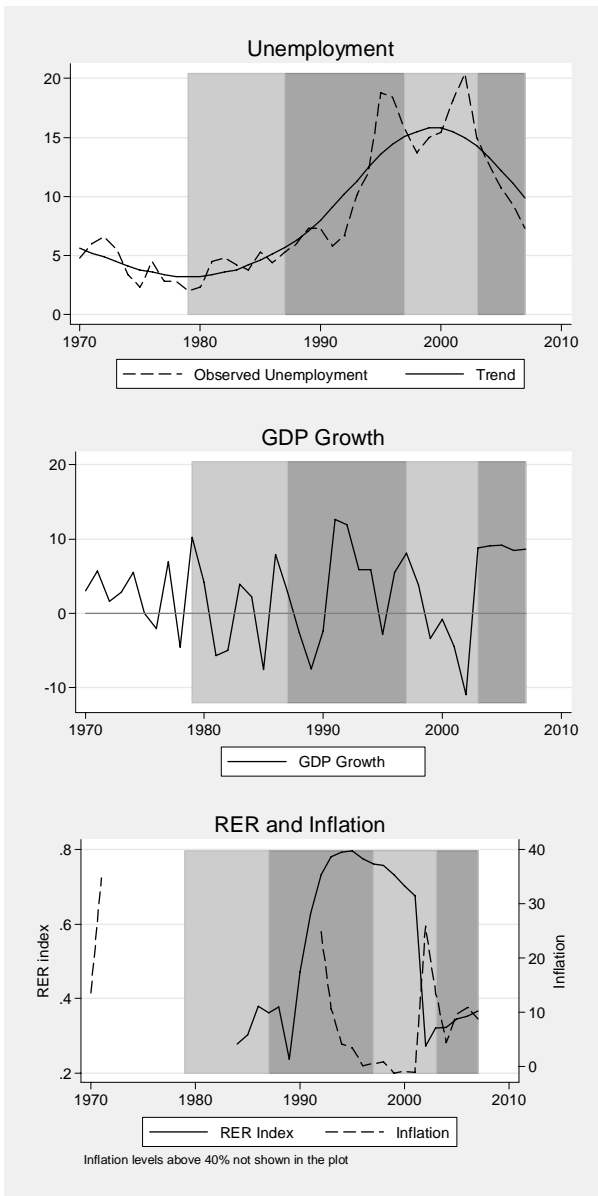 Unemployment
20
15
10
5
0
1970 1980 1990 2000 2010
Observed Unemployment Trend
GDP Growth
20
10
0
-10
1970 1980 1990 2000 2010
GDP Growth
RER and Inflation
RER index
.8
.6
.4
.2
40
30
20
10
0
Inflation
1970 1980 1990 2000 2010
RER Index Inflation
Inflation levels above 40% not shown in the plot